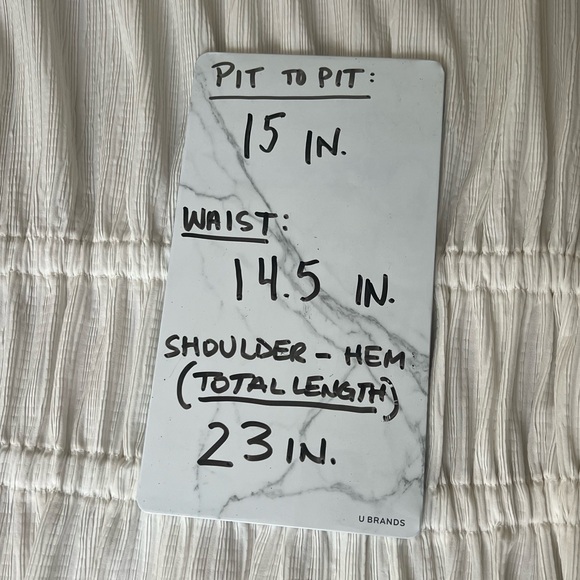 PIT TO PIT:
15 IN.
WAIST:
14.5 IN.
SHOULDER - HEM
(TOTAL LENGTH)
23 IN.
U BRANDS